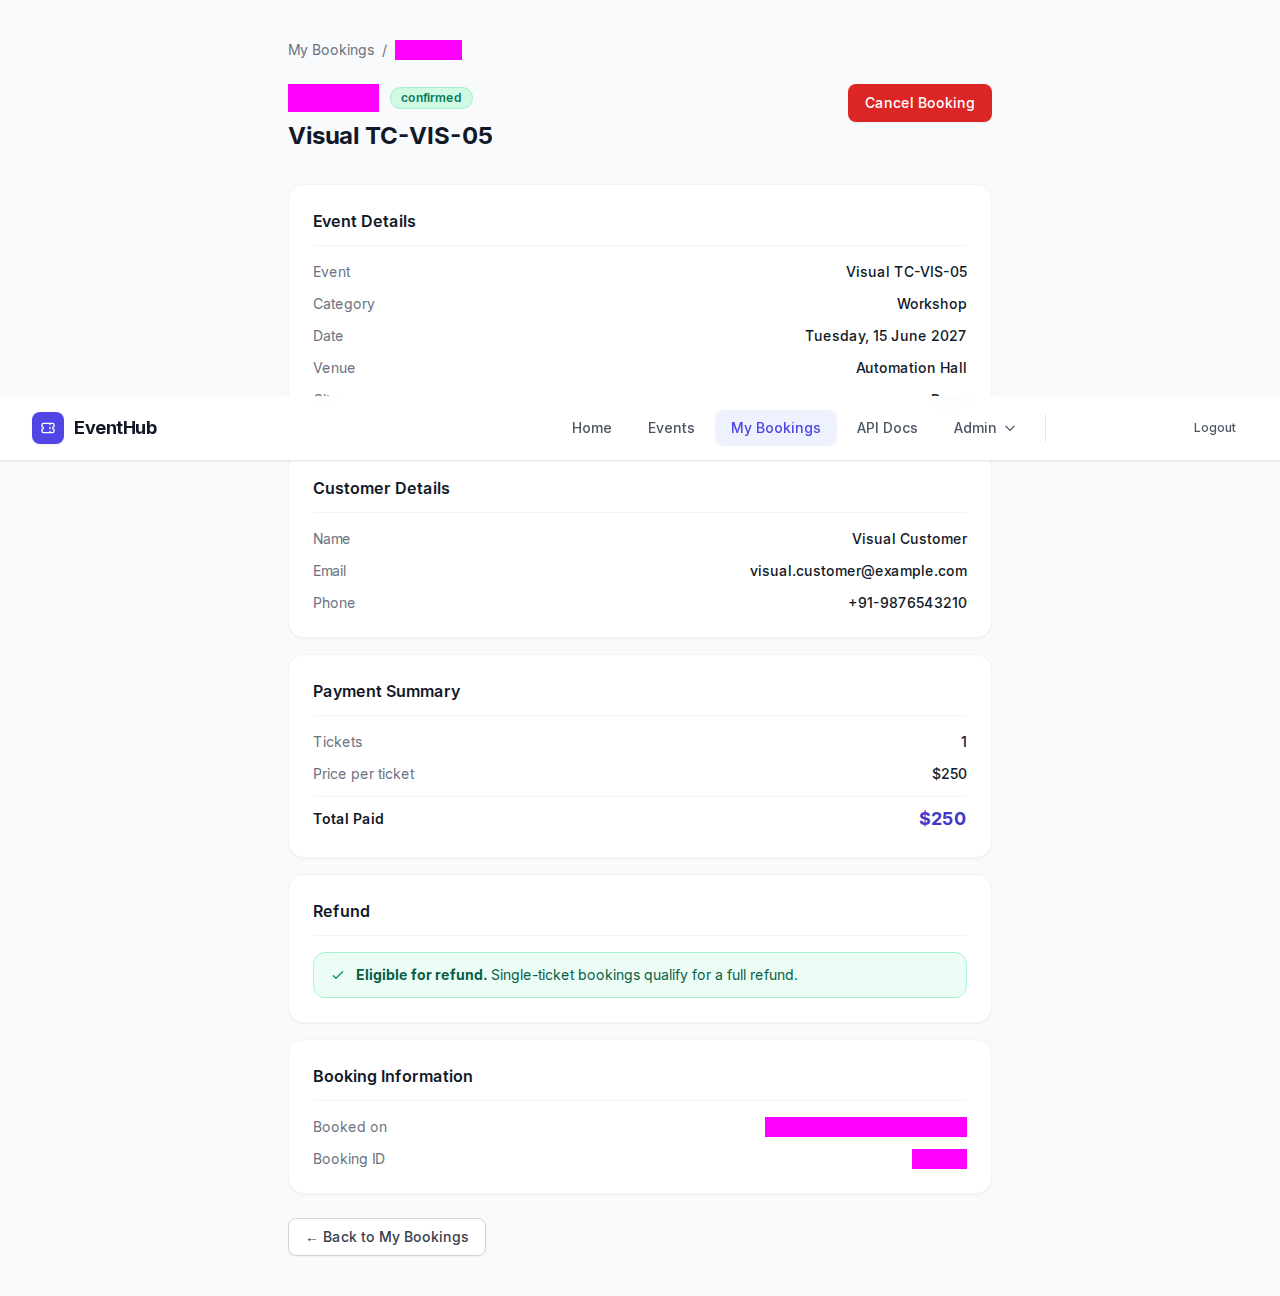 My Bookings /
confirmed
Cancel Booking
Visual TC-VIS-05
Event Details
Event Visual TC-VIS-05
Category Workshop
Date Tuesday, 15 June 2027
Venue Automation Hall
EventHub Home Events My Bookings API Docs Admin Logout
Customer Details
Name Visual Customer
Email visual.customer@example.com
Phone +91-9876543210
Payment Summary
Tickets 1
Price per ticket $250
Total Paid $250
Refund
Eligible for refund. Single-ticket bookings qualify for a full refund.
Booking Information
Booked on
Booking ID
← Back to My Bookings